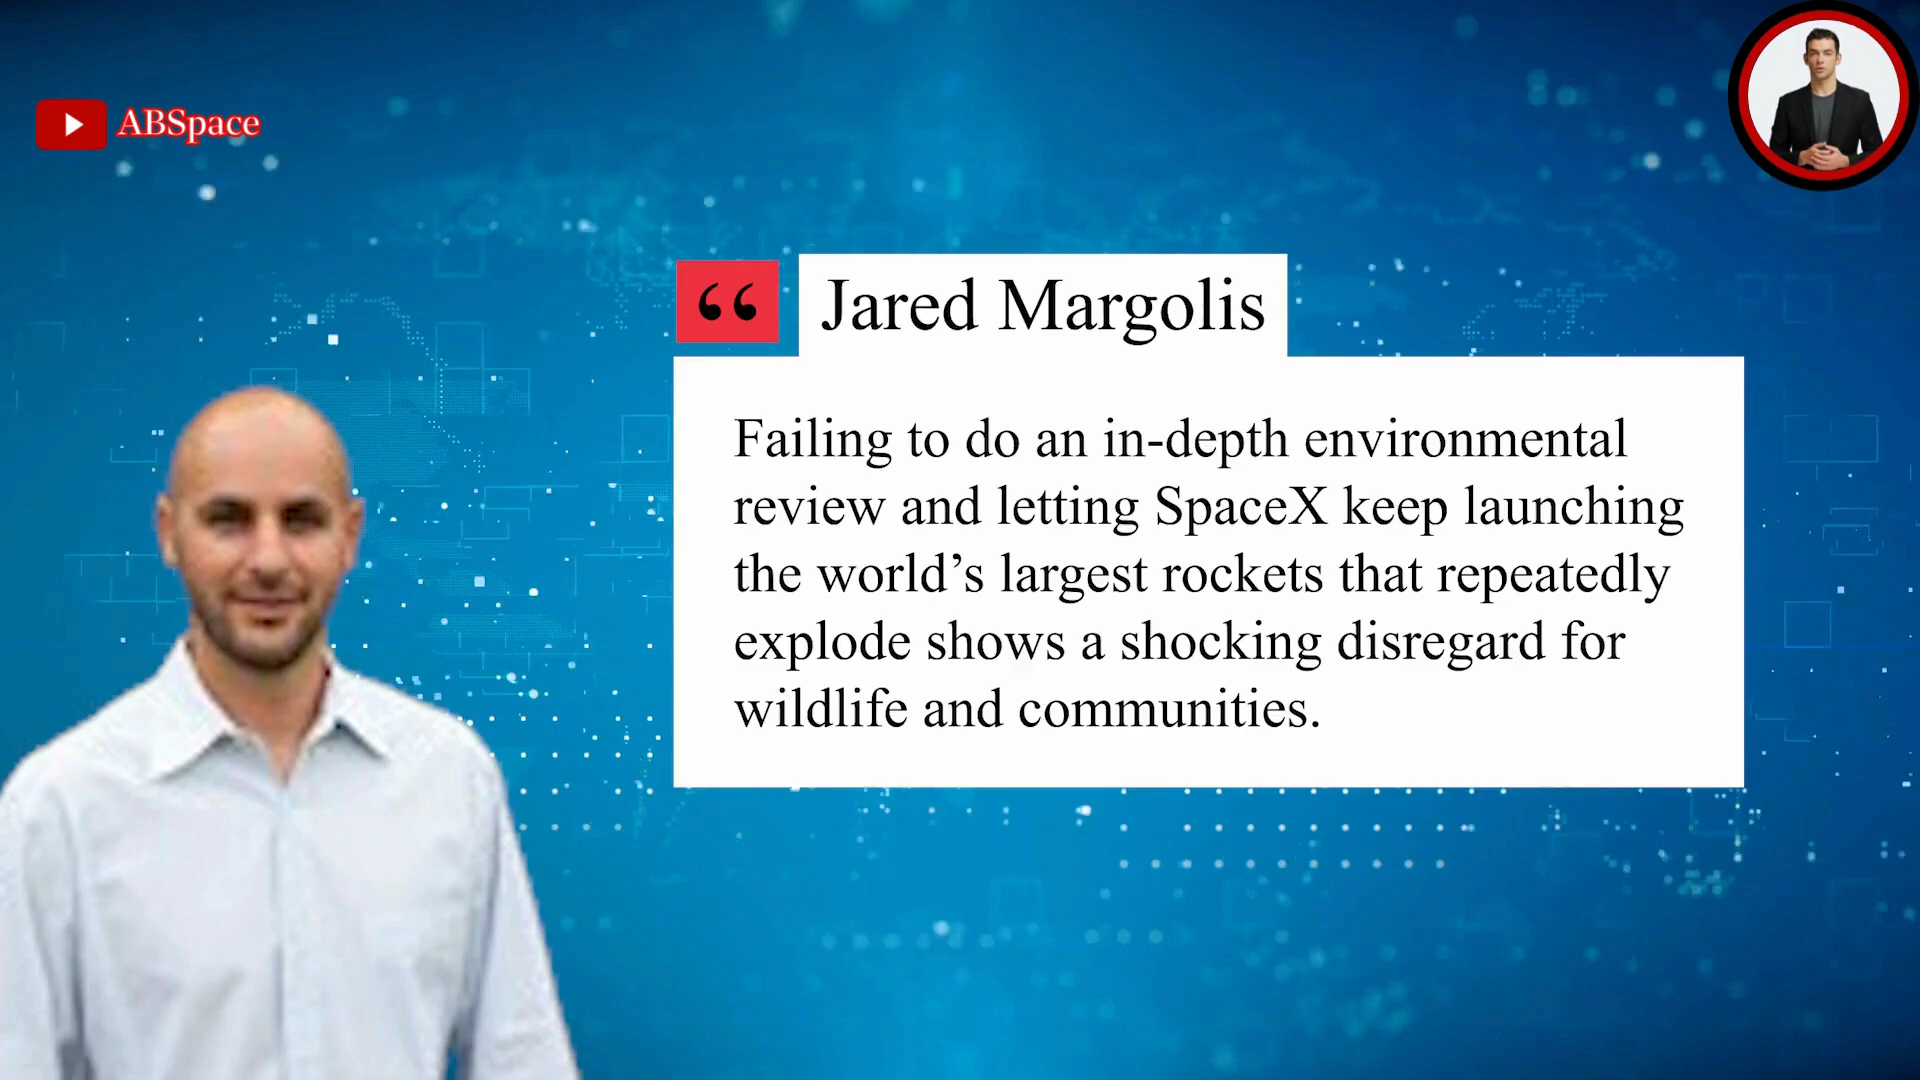 ABSpace
“
Jared Margolis
Failing to do an in-depth environmental
review and letting SpaceX keep launching
the world’s largest rockets that repeatedly
explode shows a shocking disregard for
wildlife and communities.